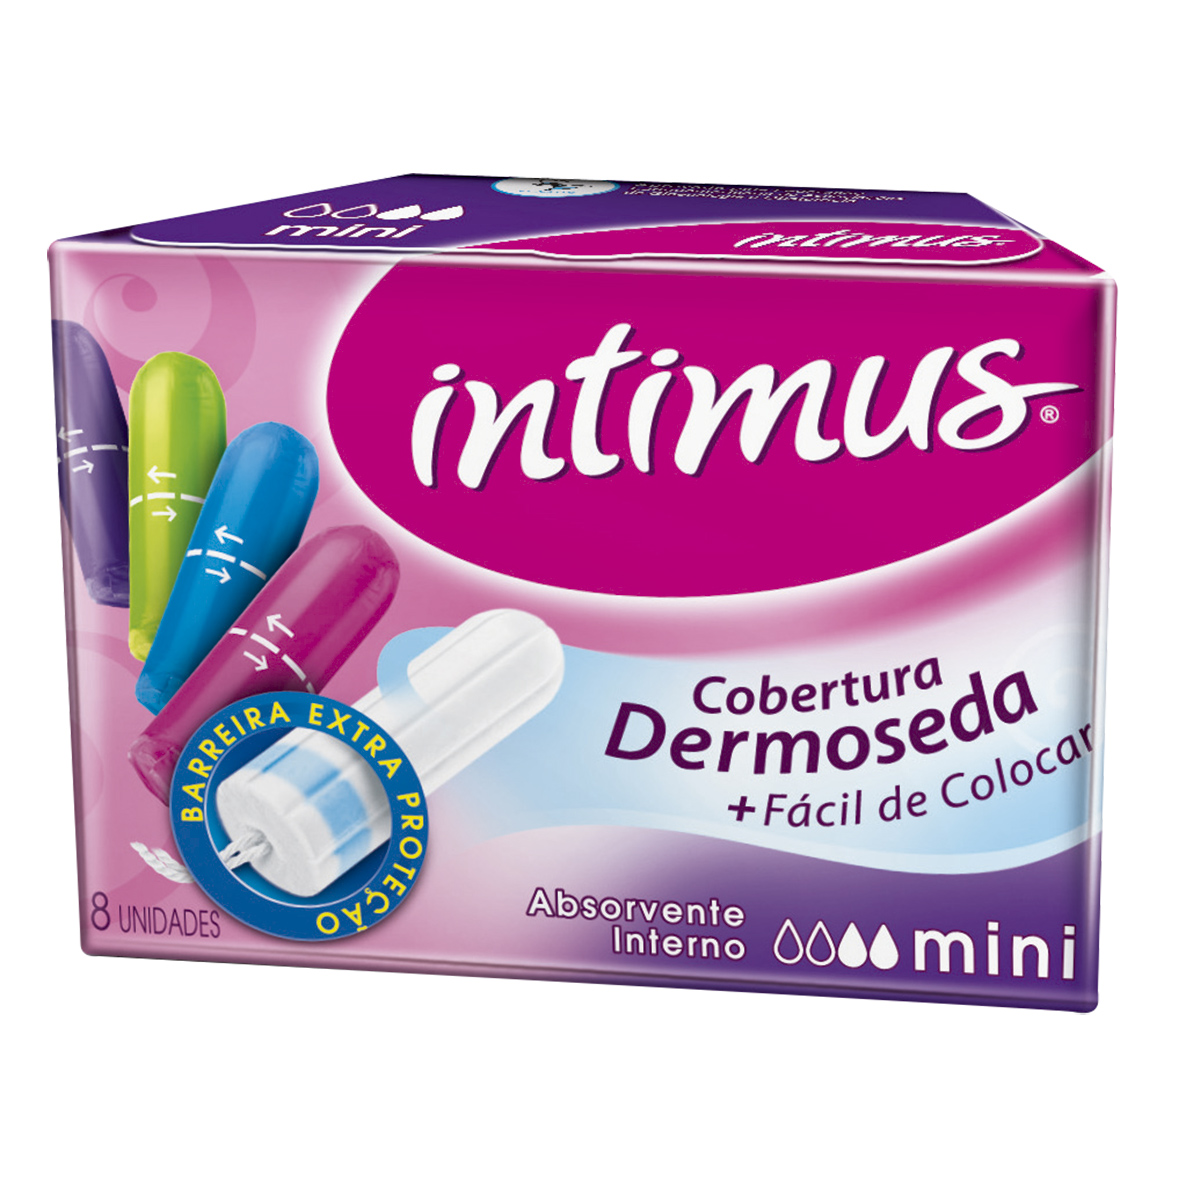 mini
intimus®
intimus®
Cobertura
Dermoseda
+Fácil de Colocar
BARREIRA EXTRA PROTEÇÃO
8 UNIDADES
Absorvente
Interno
mini